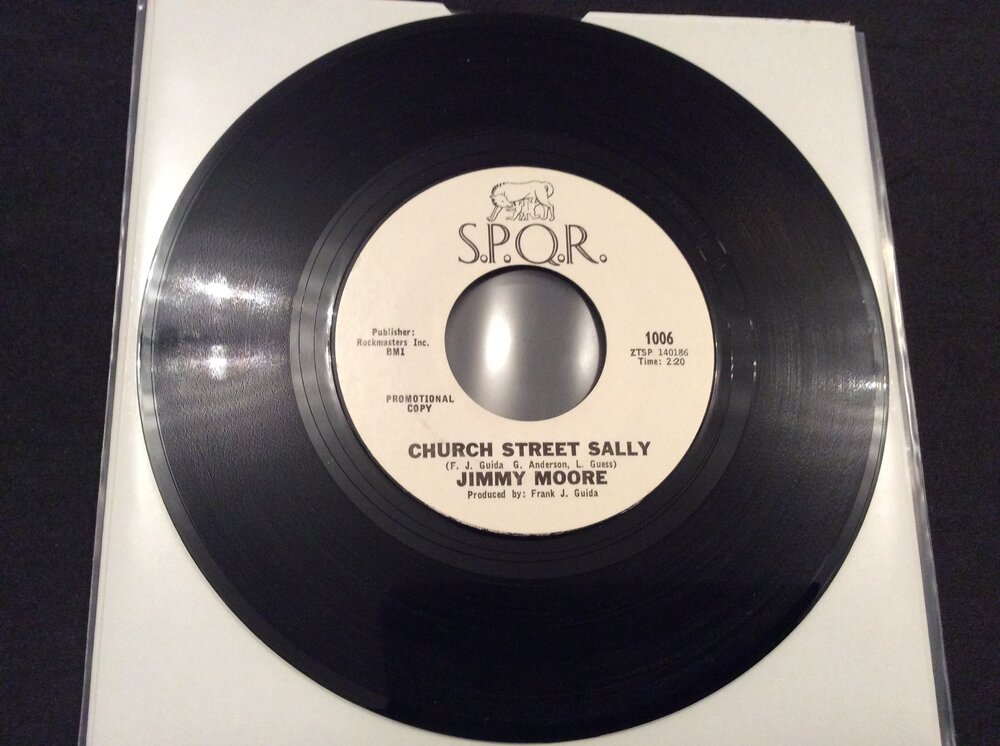 S.P.Q.R.
Publisher:
Rockmasters Inc.
BMI
1006
ZTSP 140186
Time: 2:20
PROMOTIONAL
COPY
CHURCH STREET SALLY
(F. J. Guida G. Anderson, L. Guess)
JIMMY MOORE
Produced by: Frank J. Guida